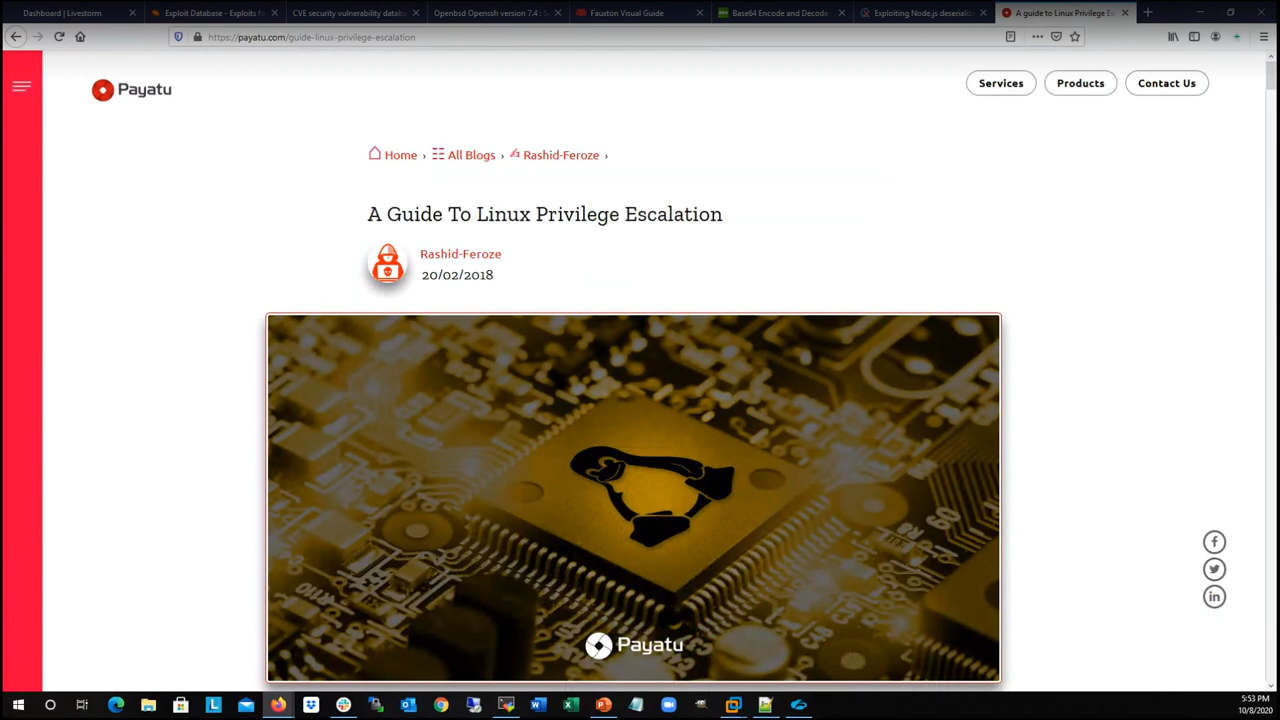 Dashboard | Livestorm
Exploit Database - Exploits fo
CVE security vulnerability datab
Openbsd Openssh version 7.4 : S
Fauxton Visual Guide
Base64 Encode and Decode
Exploiting Node.js deserializ
A guide to Linux Privilege Es
https://payatu.com/guide-linux-privilege-escalation
Payatu
Services
Products
Contact Us
Home › All Blogs › Rashid-Feroze ›
A Guide To Linux Privilege Escalation
Rashid-Feroze
20/02/2018
Payatu
5:53 PM
10/8/2020